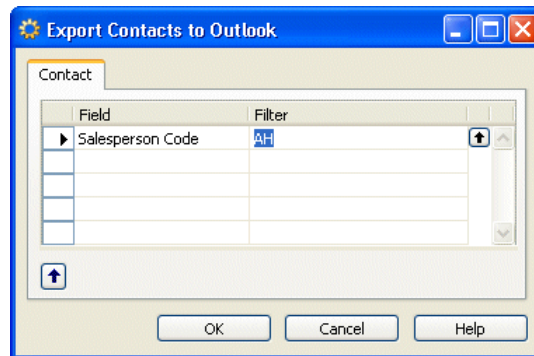 Export Contacts to Outlook
Contact
Field Filter
Salesperson Code AH
OK Cancel Help